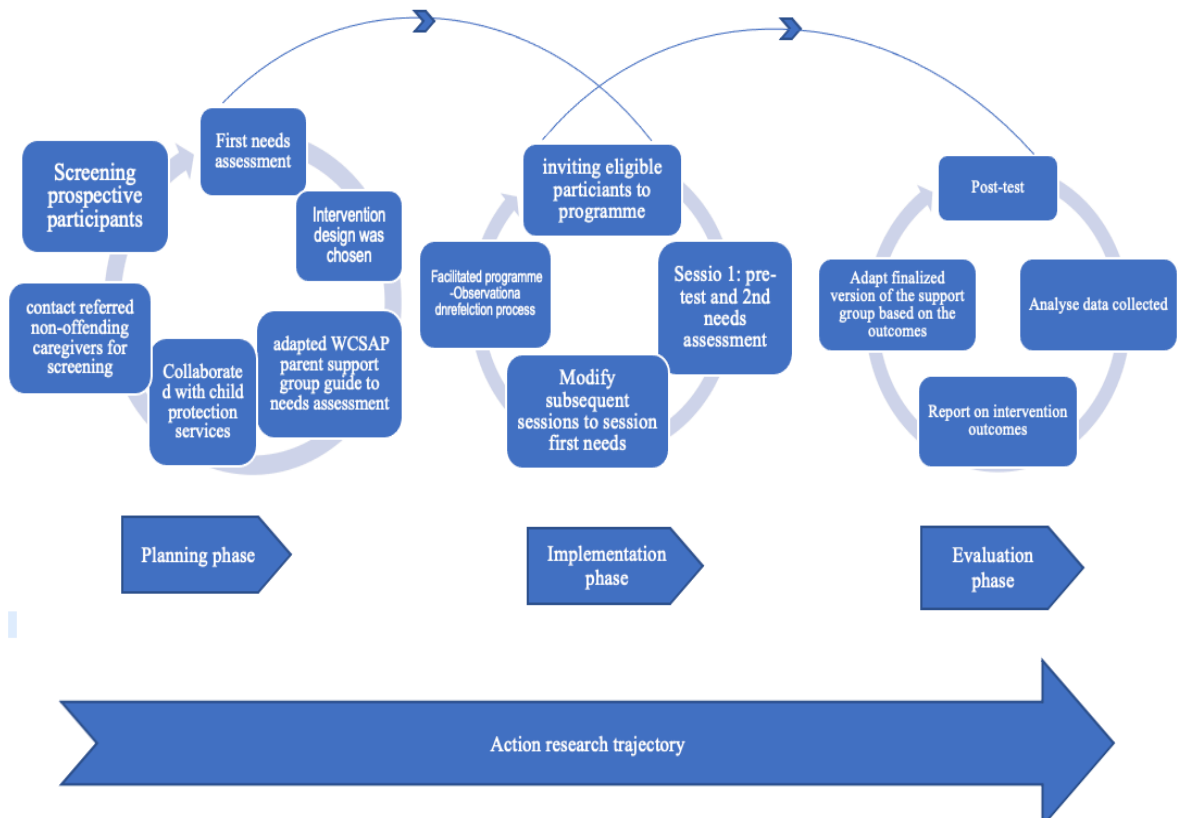 First needs
assessment
Screening
prospective
participants
Intervention
design was
chosen
contact referred
non-offending
caregivers for
screening
Collaborate
d with child
protection
services
adapted WCSAP
parent support
group guide to
needs assessment
inviting eligible
particiants to
programme
Facilitated programme
-Observationa
dnrefelction process
Sessio 1: pre-
test and 2nd
needs
assessment
Modify
subsequent
sessions to session
first needs
Post-test
Adapt finalized
version of the support
group based on the
outcomes
Analyse data collected
Report on intervention
outcomes
Planning phase
Implementation
phase
Evaluation
phase
Action research trajectory